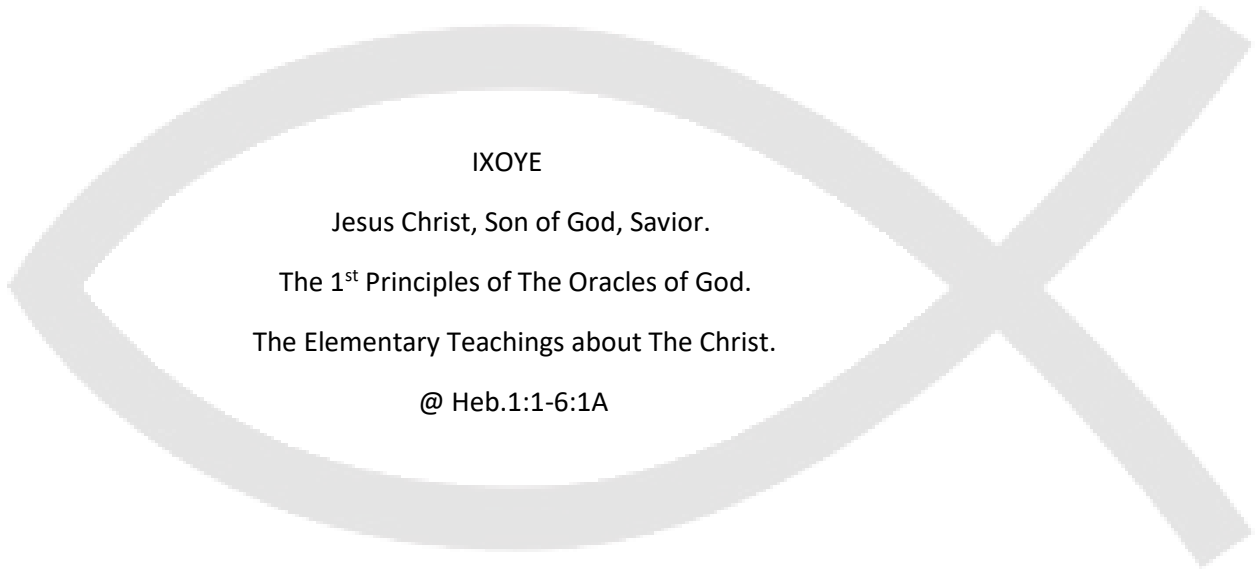 IXOYE
Jesus Christ, Son of God, Savior.
The 1st Principles of The Oracles of God.
The Elementary Teachings about The Christ.
@ Heb.1:1-6:1A